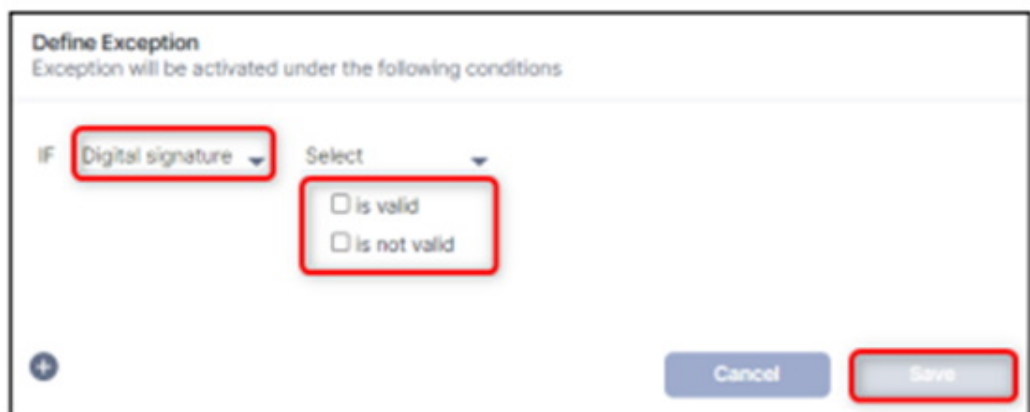 Define Exception
Exception will be activated under the following conditions
IF Digital signature Select
is valid
is not valid
Cancel Save